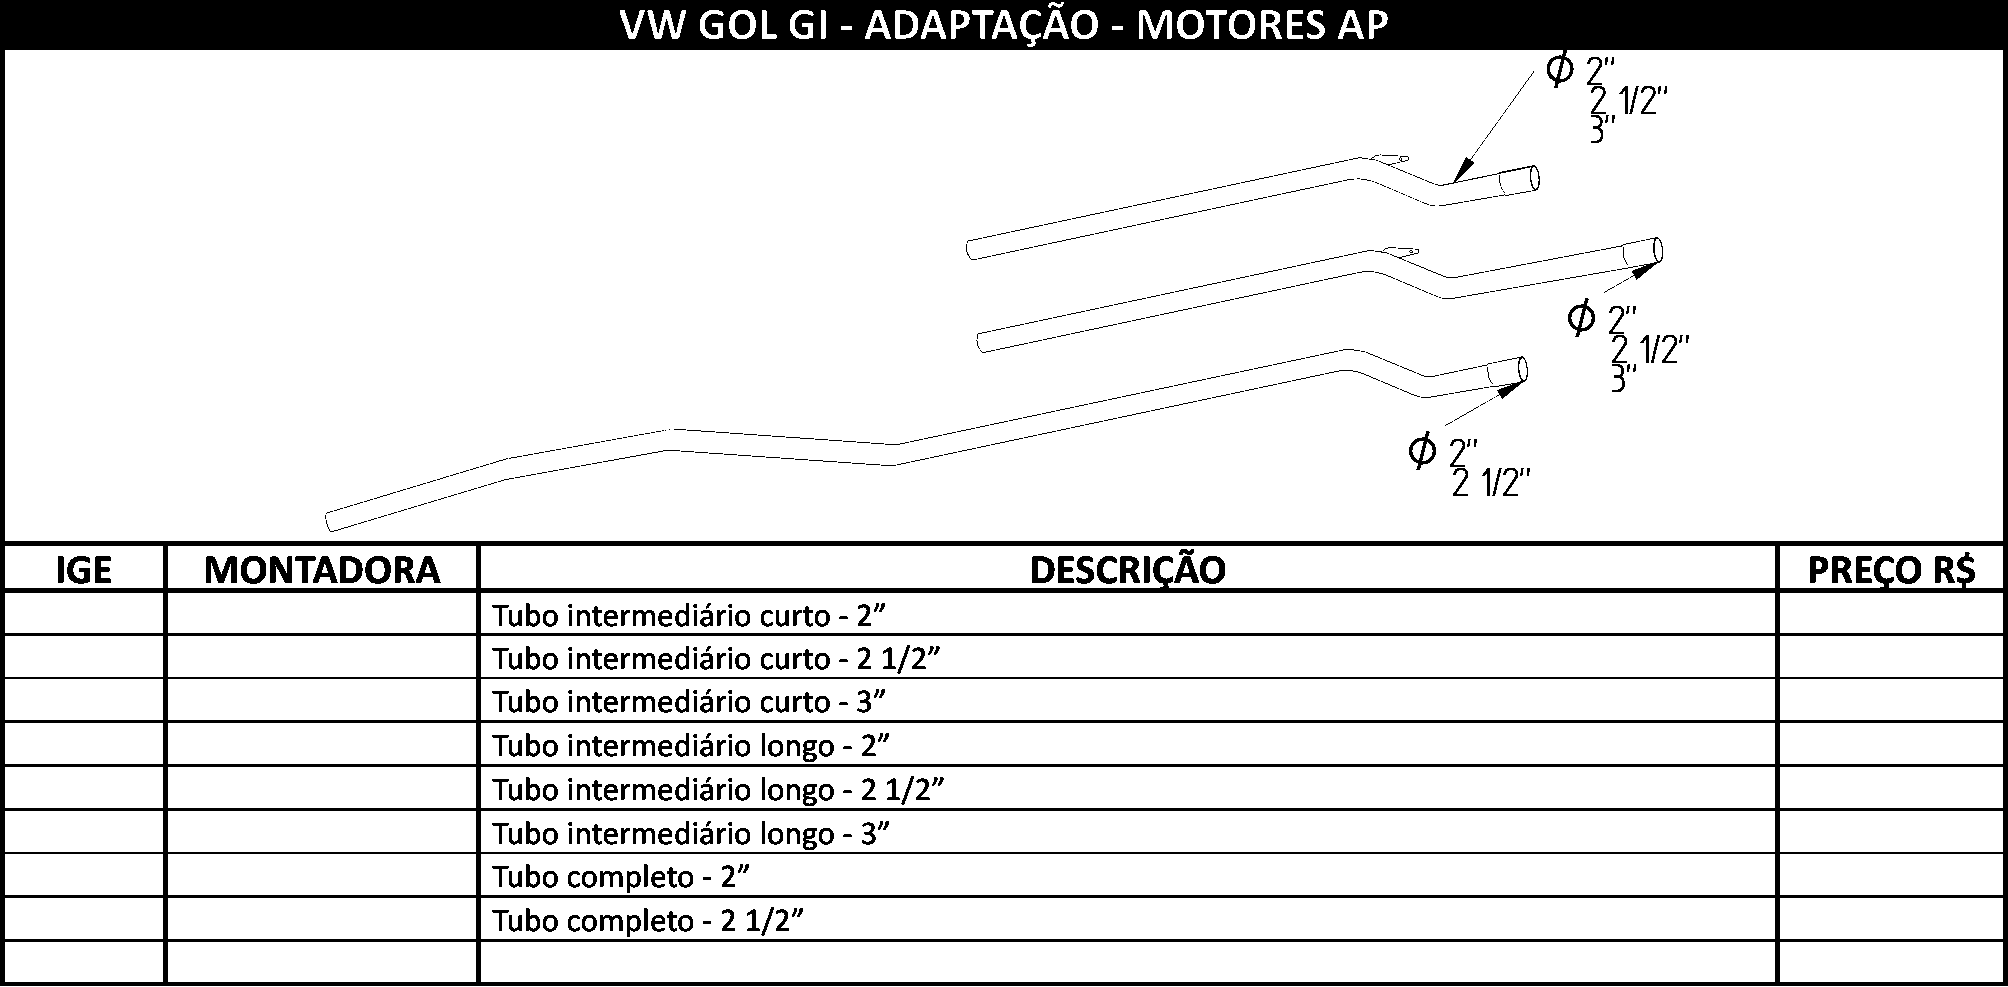 VW GOL GI - ADAPTAÇÃO - MOTORES AP
Φ 2"
2 1/2"
3"
Φ 2"
2 1/2"
3"
Φ 2"
2 1/2"
IGE MONTADORA DESCRIÇÃO PREÇO R$
Tubo intermediário curto - 2”
Tubo intermediário curto - 2 1/2”
Tubo intermediário curto - 3”
Tubo intermediário longo - 2”
Tubo intermediário longo - 2 1/2”
Tubo intermediário longo - 3”
Tubo completo - 2”
Tubo completo - 2 1/2”